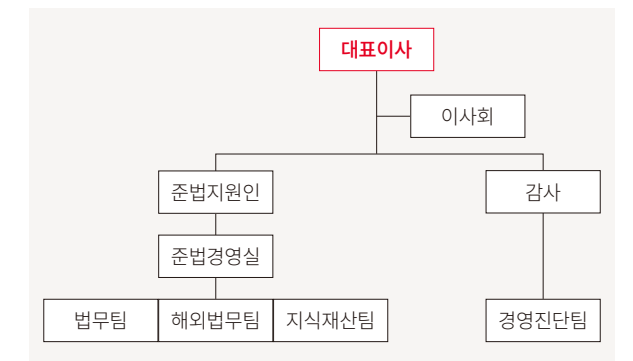 대표이사
이사회
준법지원인
감사
준법경영실
법무팀
해외법무팀
지식재산팀
경영진단팀